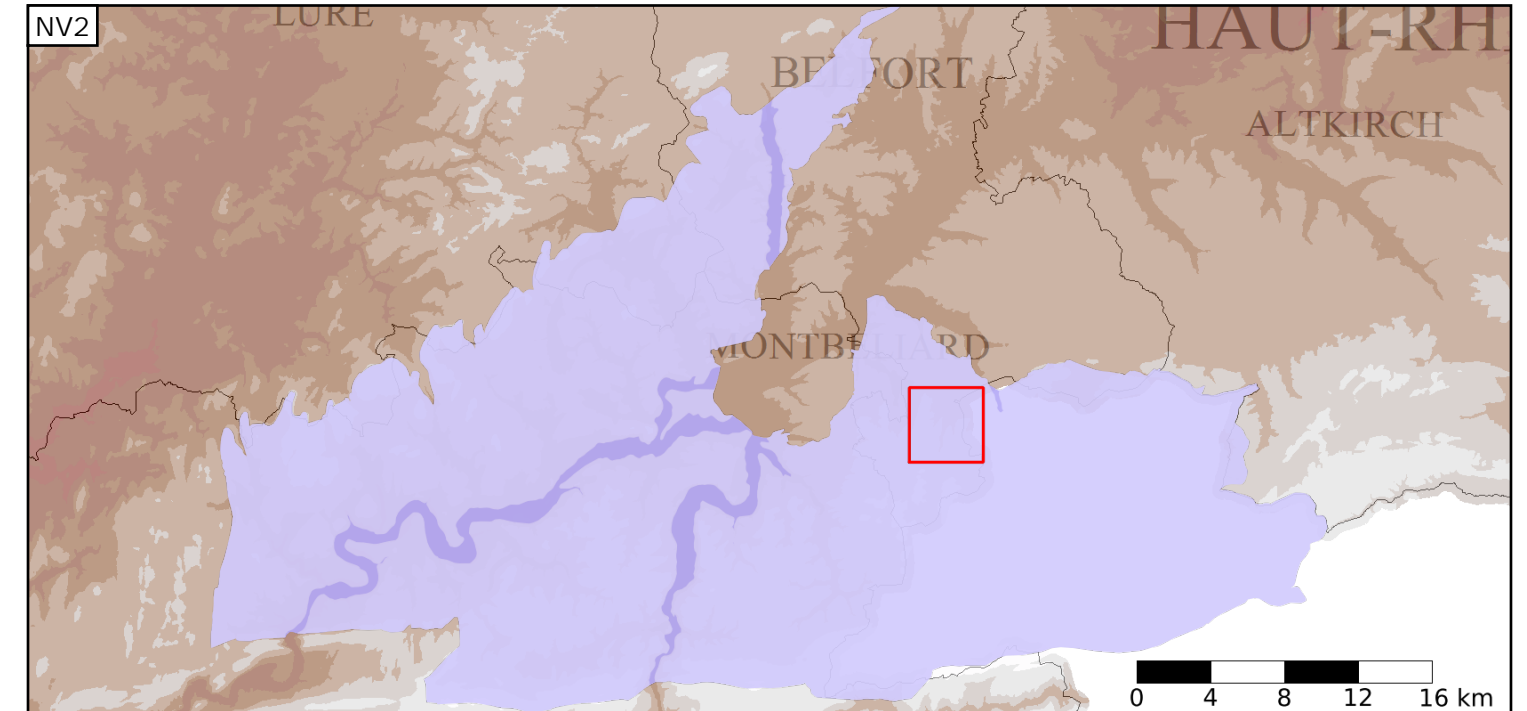 NV2
LURE
HAUT-RH
BELFORT
ALTKIRCH
MONTBELIARD
0 4 8 12 16 km